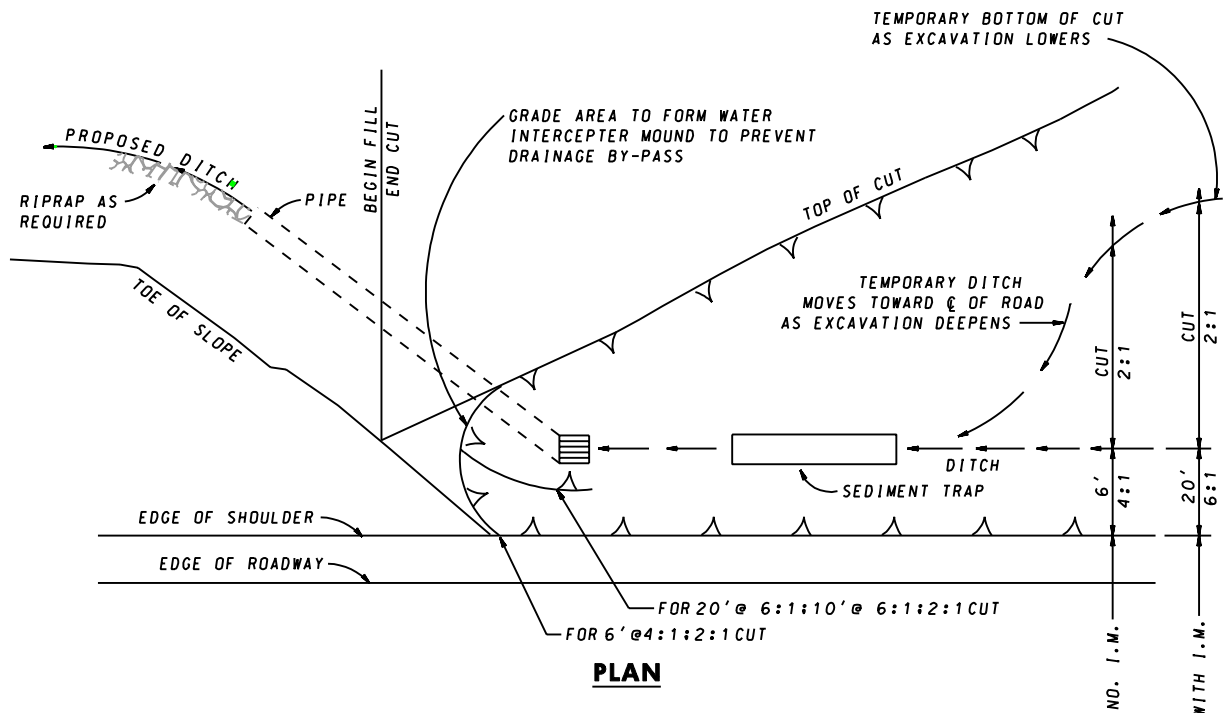 TEMPORARY BOTTOM OF CUT
AS EXCAVATION LOWERS
GRADE AREA TO FORM WATER
INTERCEPTER MOUND TO PREVENT
DRAINAGE BY-PASS
BEGIN FILL
END CUT
PROPOSED DITCH
RIPRAP AS
REQUIRED
PIPE
TOP OF CUT
TOE OF SLOPE
TEMPORARY DITCH
MOVES TOWARD ℄ OF ROAD
AS EXCAVATION DEEPENS
CUT
2:1
CUT
2:1
DITCH
SEDIMENT TRAP
6'
4:1
20'
6:1
EDGE OF SHOULDER
EDGE OF ROADWAY
FOR 20'@ 6:1:10'@ 6:1:2:1 CUT
FOR 6'@4:1:2:1 CUT
PLAN
NO. I.M.
WITH I.M.